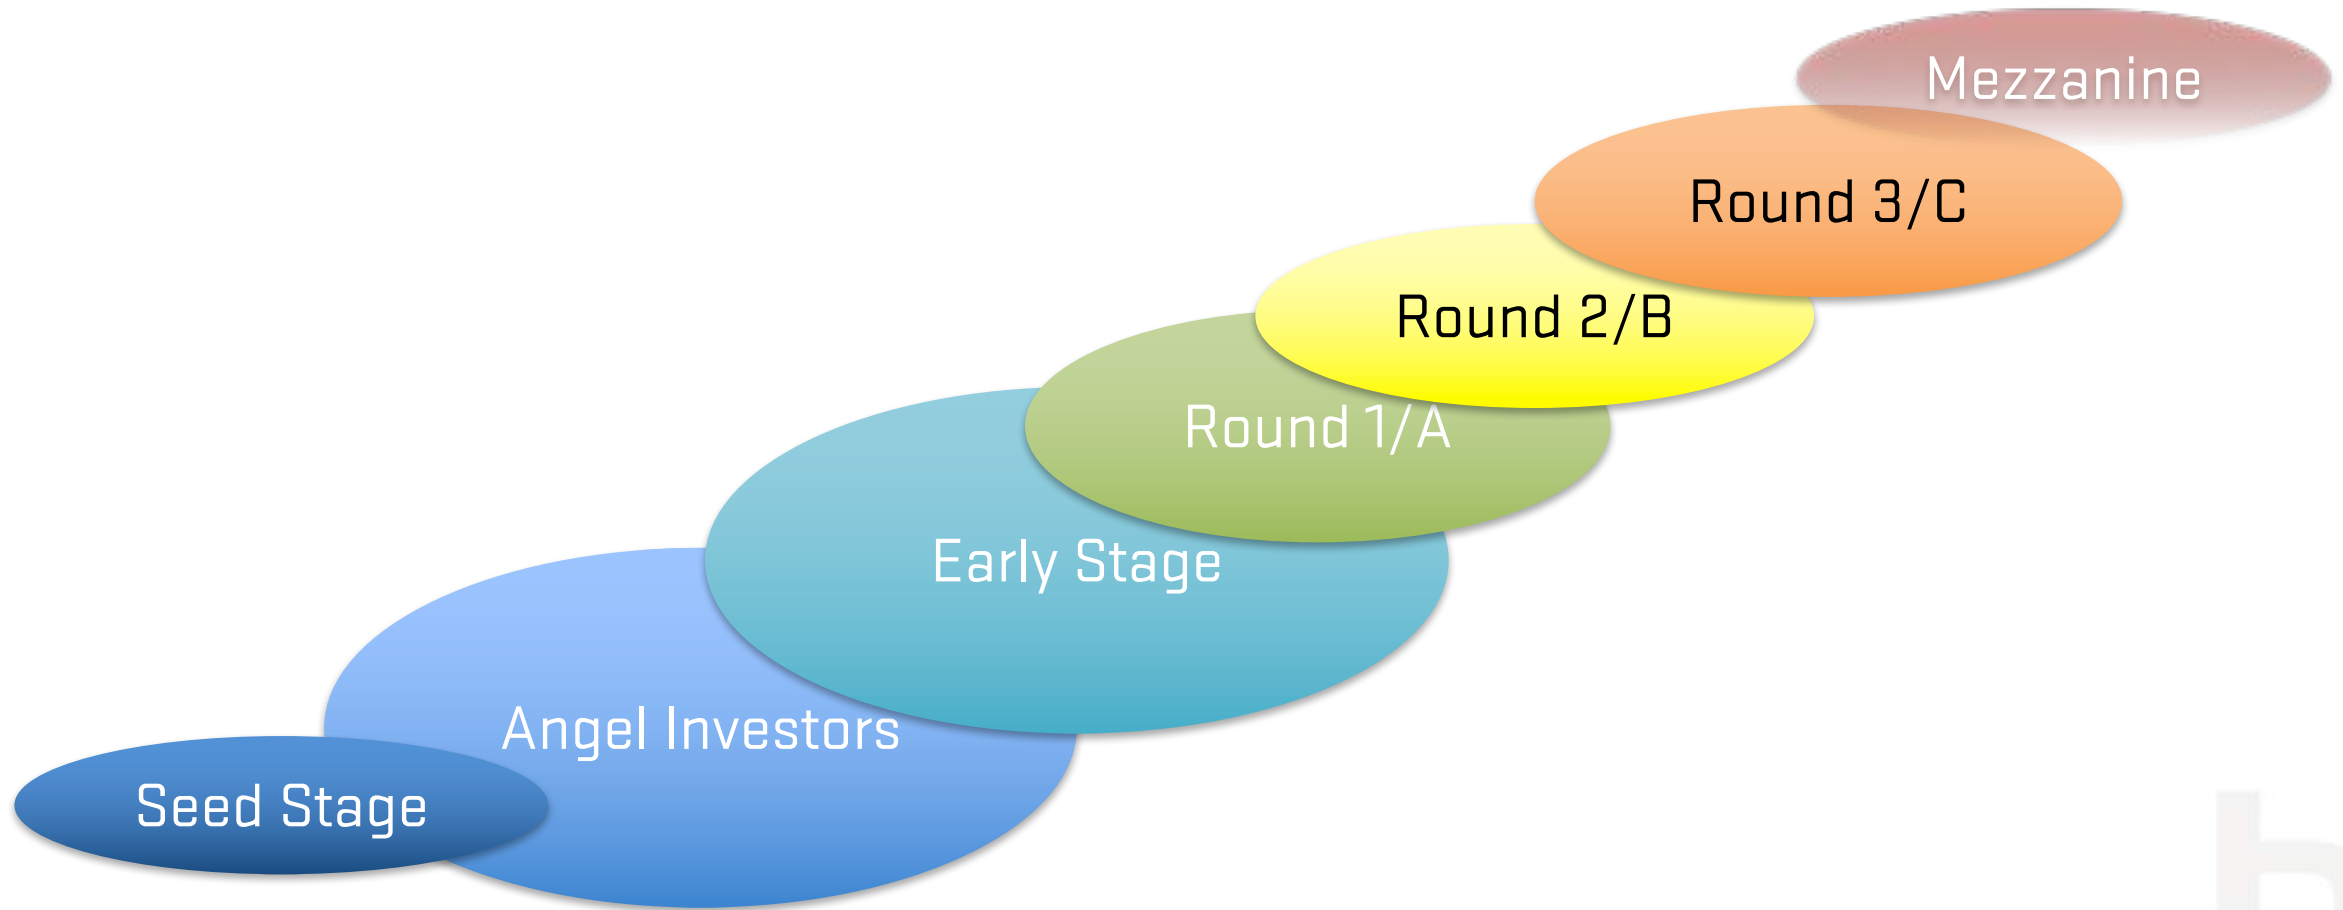 Mezzanine
Round 3/C
Round 2/B
Round 1/A
Early Stage
Angel Investors
Seed Stage